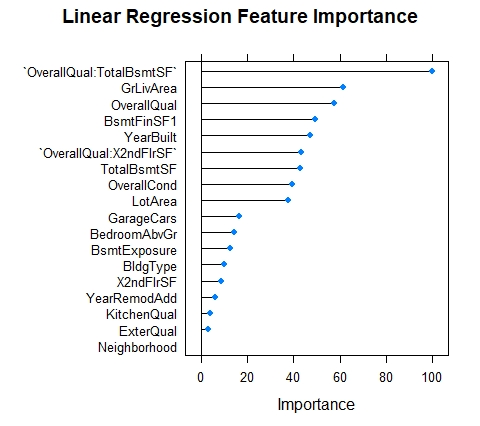 Linear Regression Feature Importance
`OverallQual:TotalBsmtSF`
GrLivArea
OverallQual
BsmtFinSF1
YearBuilt
`OverallQual:X2ndFlrSF`
TotalBsmtSF
OverallCond
LotArea
GarageCars
BedroomAbvGr
BsmtExposure
BldgType
X2ndFlrSF
YearRemodAdd
KitchenQual
ExterQual
Neighborhood
0 20 40 60 80 100
Importance